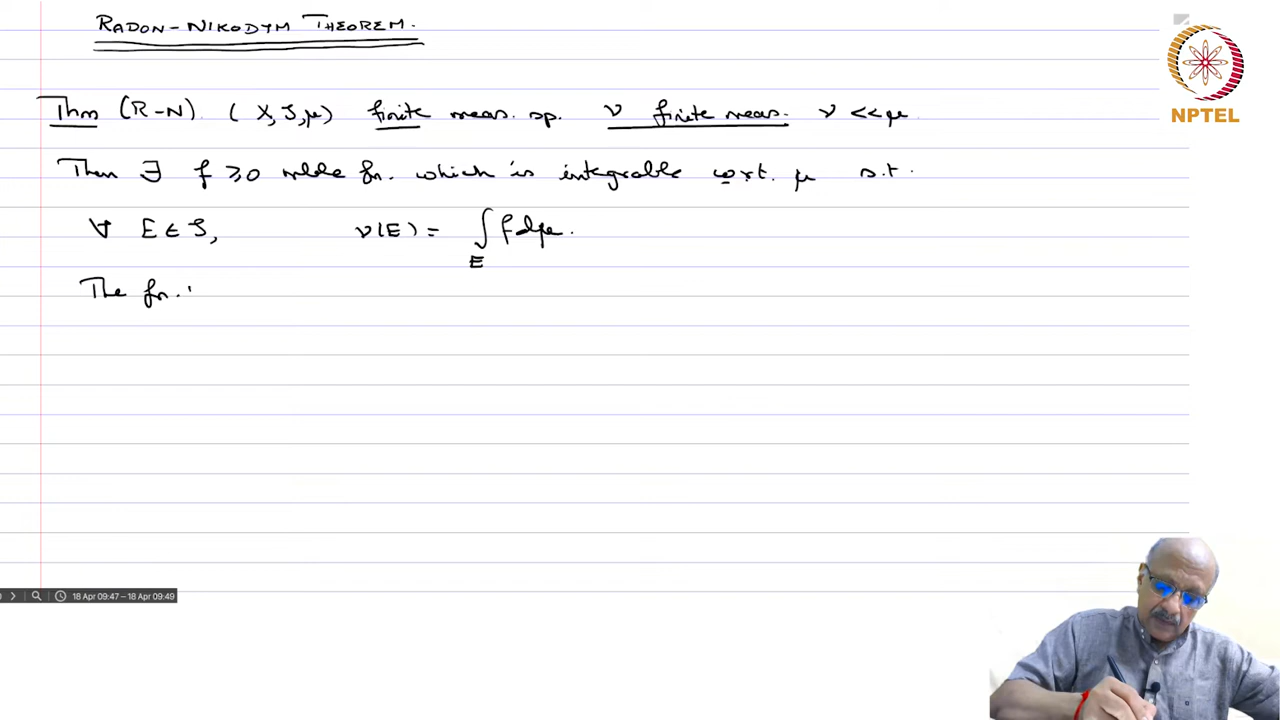 RADON-NIKODYM THEOREM.
NPTEL
Thm (R-N). (X, S, μ) finite meas. sp. ν finite meas. ν << μ.
Then ∃ f ≥ 0 mble fn. which is integrable w.r.t. μ s.t.
∀ E ∈ S, ν(E) = ∫_E f dμ.
The fn. i
18 Apr 09:47 – 18 Apr 09:49